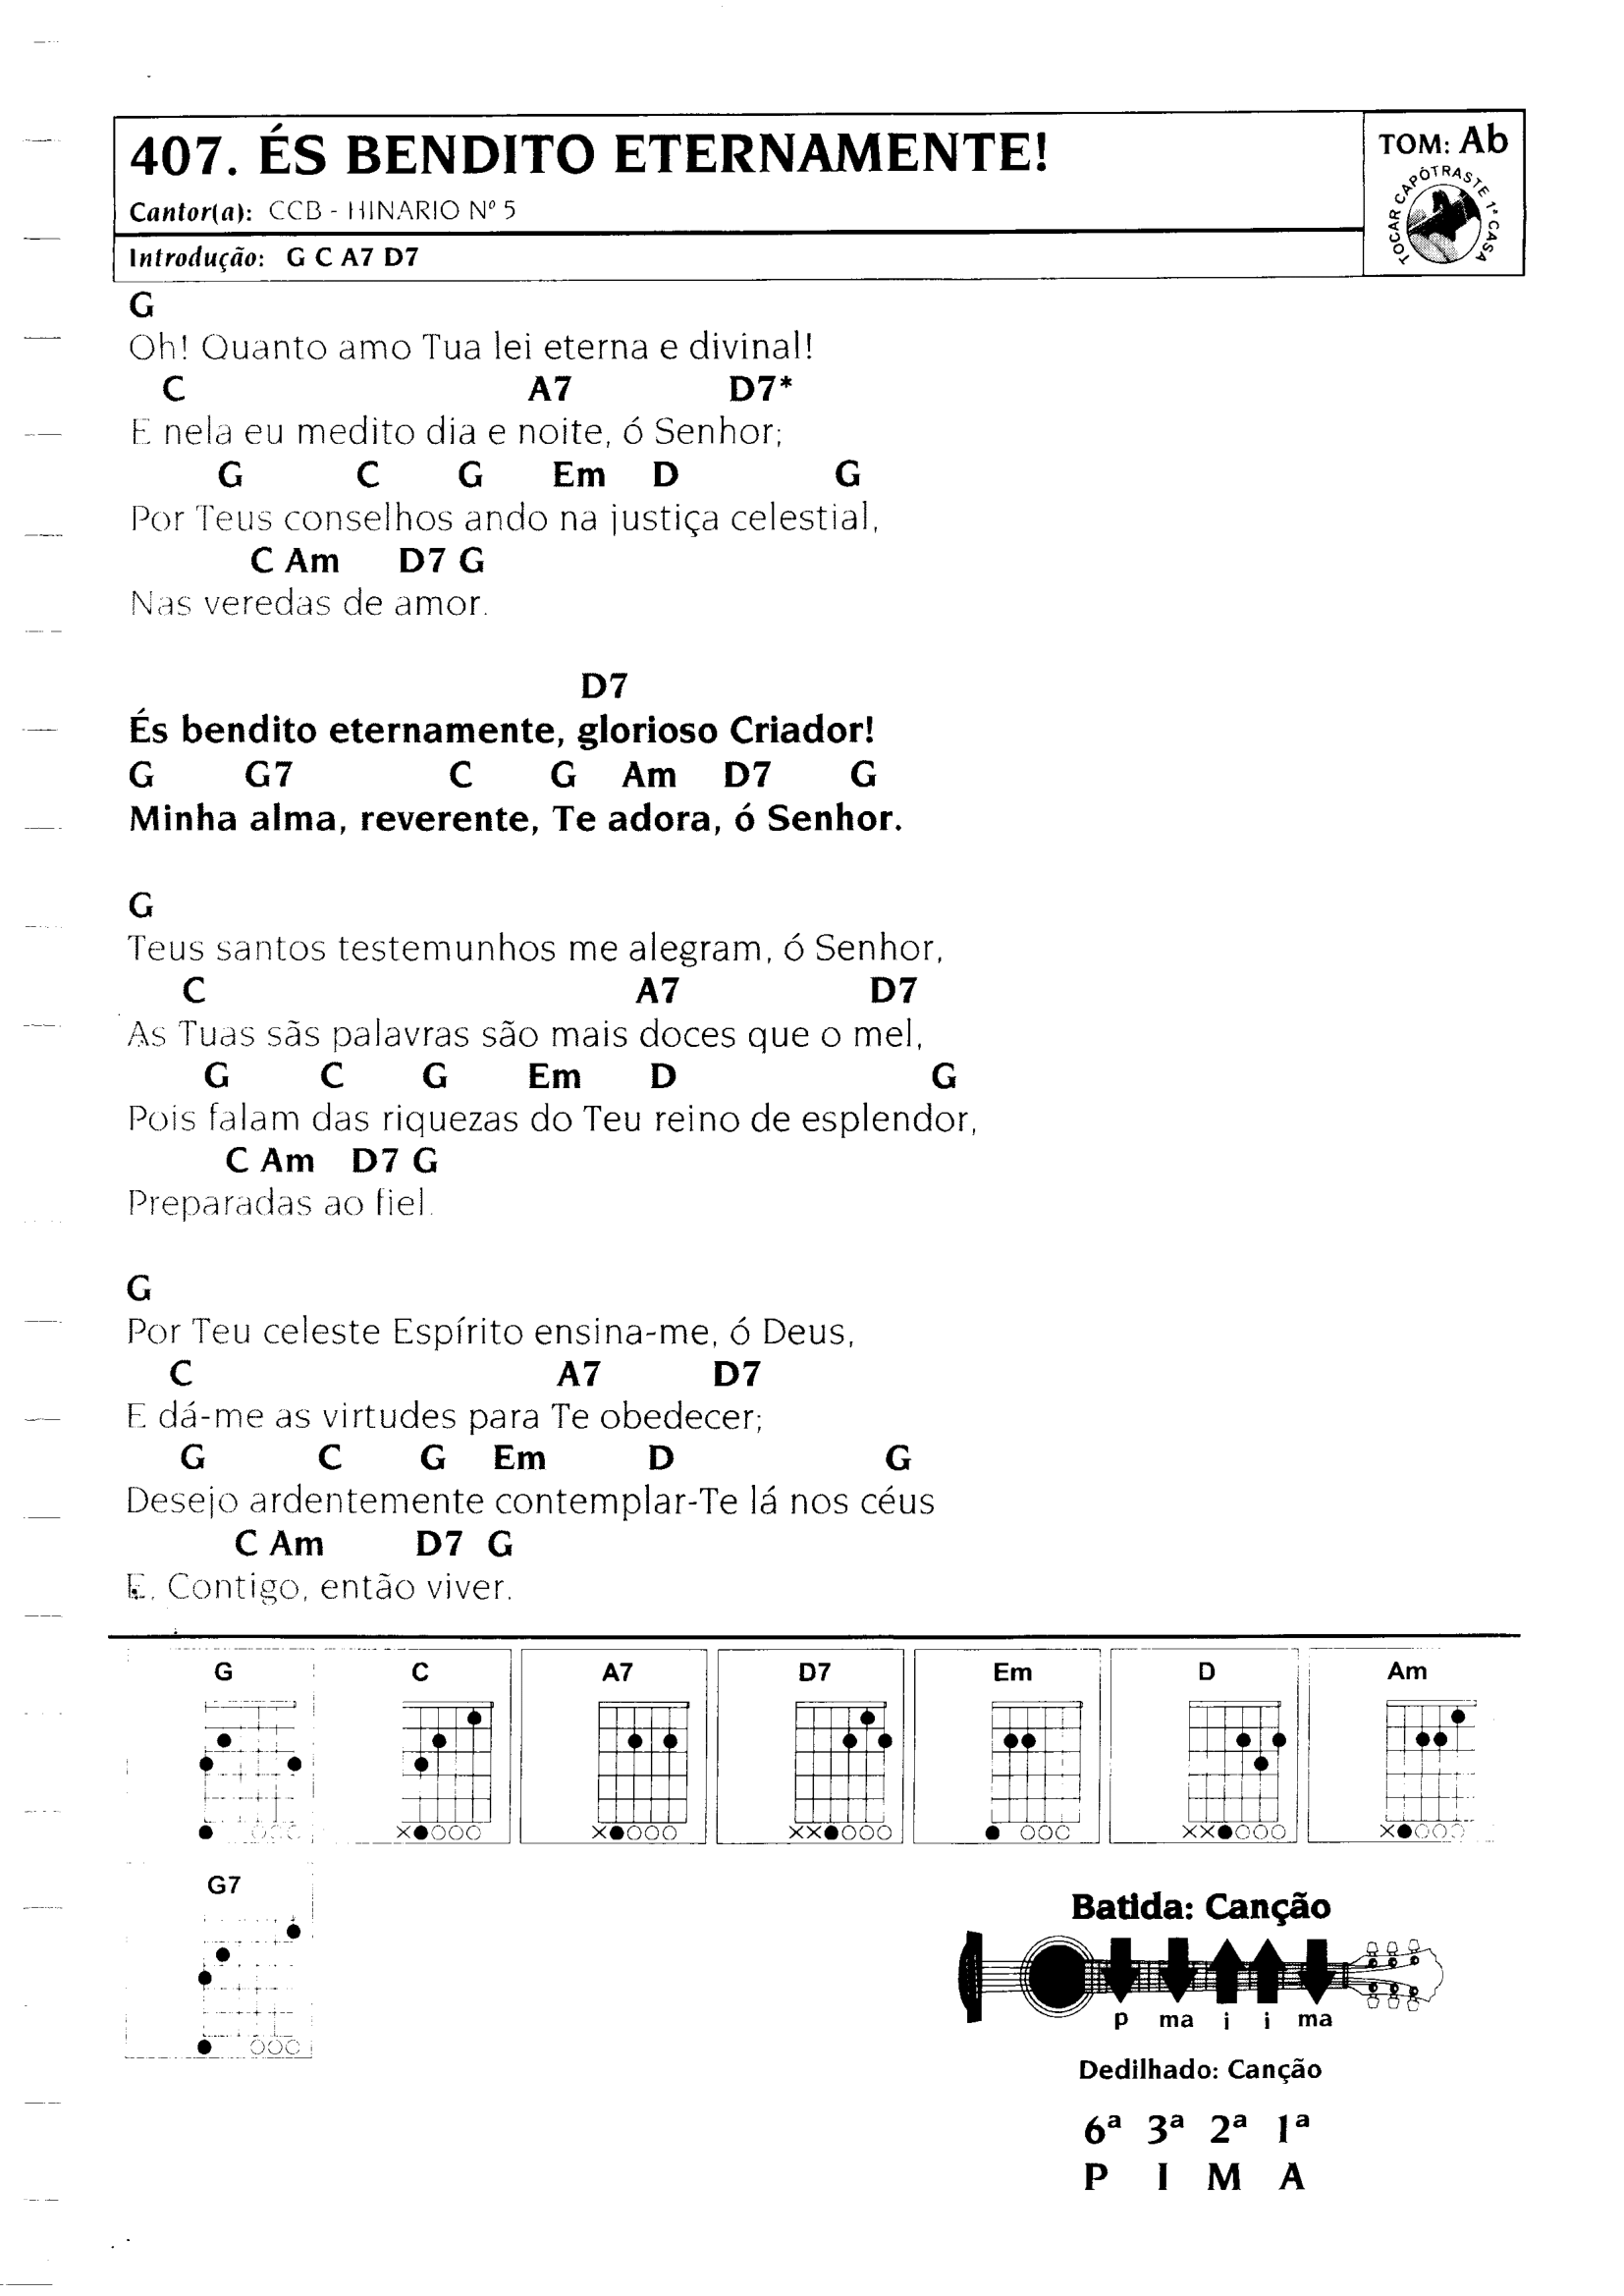 407. ÉS BENDITO ETERNAMENTE!
TOM: Ab
Cantor(a): CCB - HINARIO Nº 5
TOCAR CAPÔTRASTE 1ª CASA
Introdução: G C A7 D7
G
Oh! Quanto amo Tua lei eterna e divinal!
C A7 D7*
E nela eu medito dia e noite, ó Senhor;
G C G Em D G
Por Teus conselhos ando na justiça celestial,
C Am D7 G
Nas veredas de amor.
D7
És bendito eternamente, glorioso Criador!
G G7 C G Am D7 G
Minha alma, reverente, Te adora, ó Senhor.
G
Teus santos testemunhos me alegram, ó Senhor,
C A7 D7
As Tuas sãs palavras são mais doces que o mel,
G C G Em D G
Pois falam das riquezas do Teu reino de esplendor,
C Am D7 G
Preparadas ao fiel.
G
Por Teu celeste Espírito ensina-me, ó Deus,
C A7 D7
E dá-me as virtudes para Te obedecer;
G C G Em D G
Desejo ardentemente contemplar-Te lá nos céus
C Am D7 G
E, Contigo, então viver.
G C A7 D7 Em D Am
G7
Batida: Canção
p ma i i ma
Dedilhado: Canção
6ª 3ª 2ª 1ª
P I M A